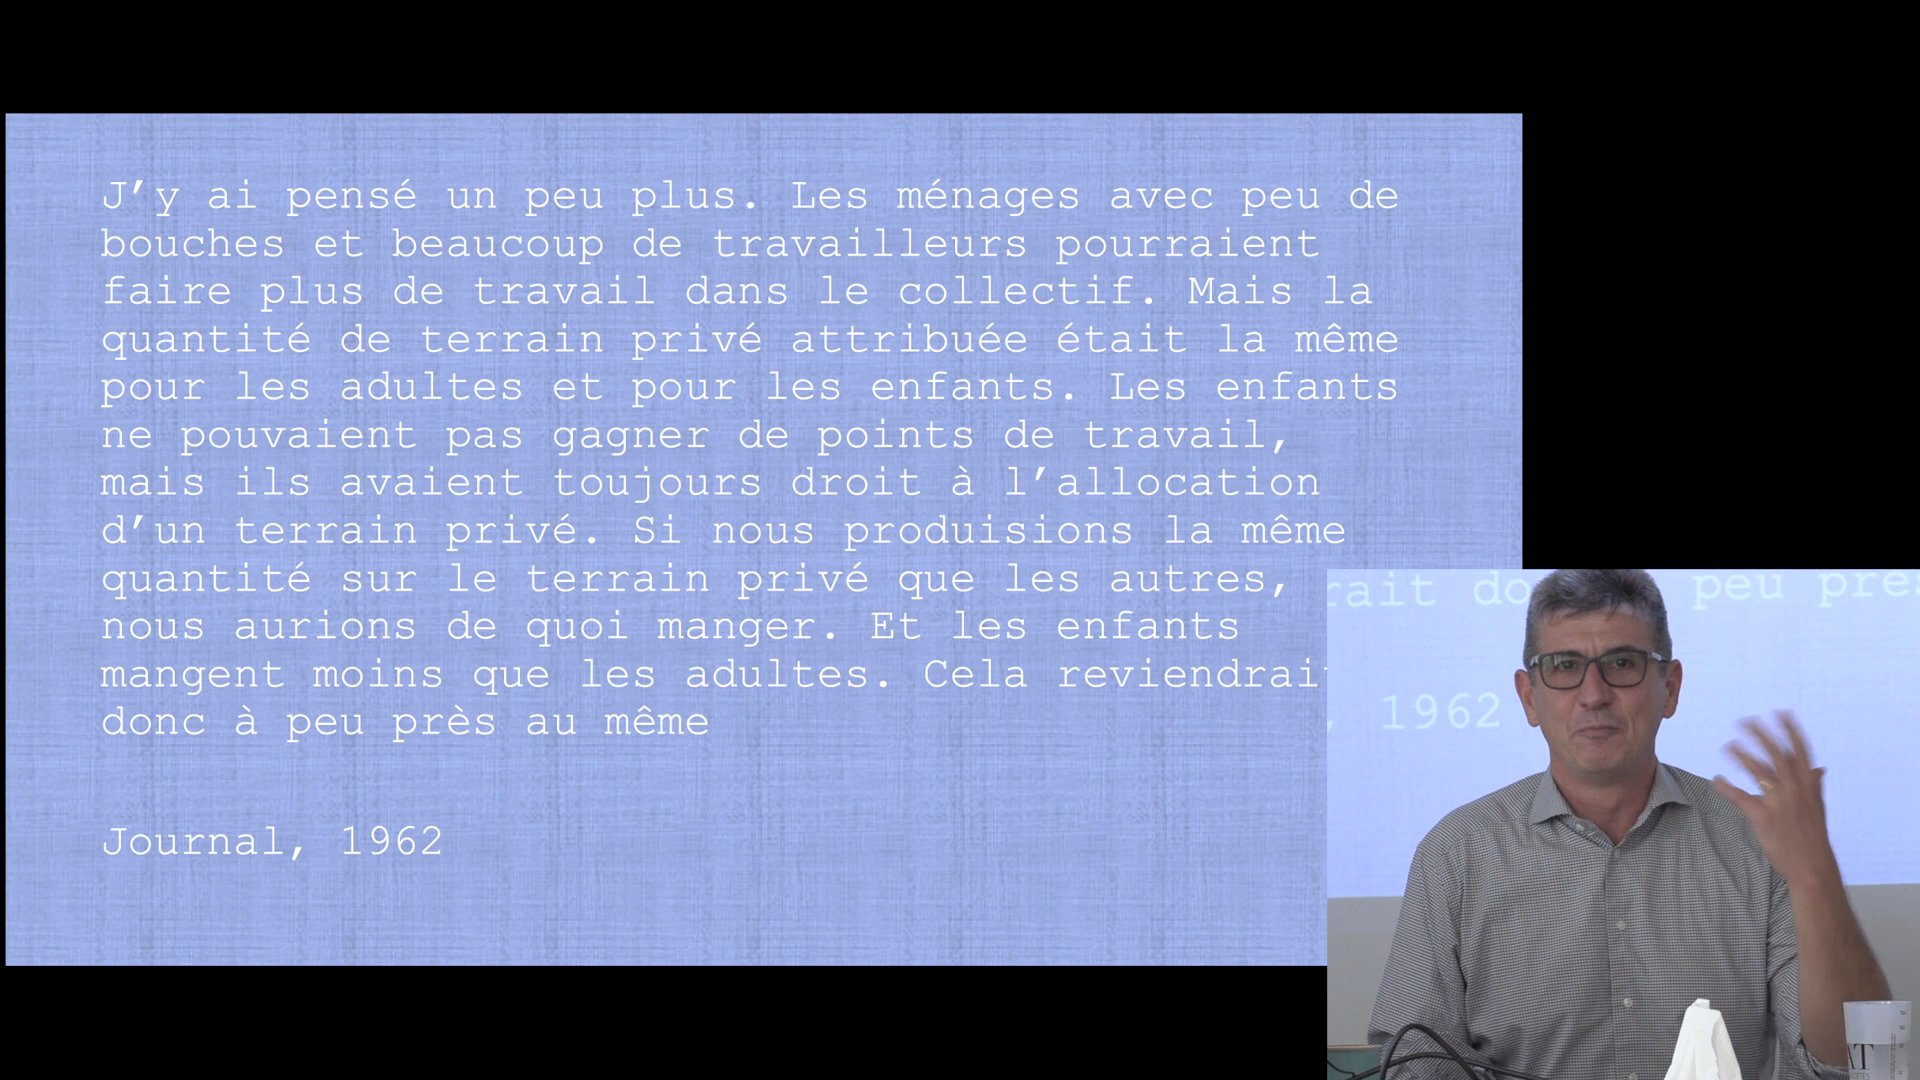 J'y ai pensé un peu plus. Les ménages avec peu de
bouches et beaucoup de travailleurs pourraient
faire plus de travail dans le collectif. Mais la
quantité de terrain privé attribuée était la même
pour les adultes et pour les enfants. Les enfants
ne pouvaient pas gagner de points de travail,
mais ils avaient toujours droit à l'allocation
d'un terrain privé. Si nous produisions la même
quantité sur le terrain privé que les autres,
nous aurions de quoi manger. Et les enfants
mangent moins que les adultes. Cela reviendrait
donc à peu près au même
Journal, 1962
rait do peu près
, 1962